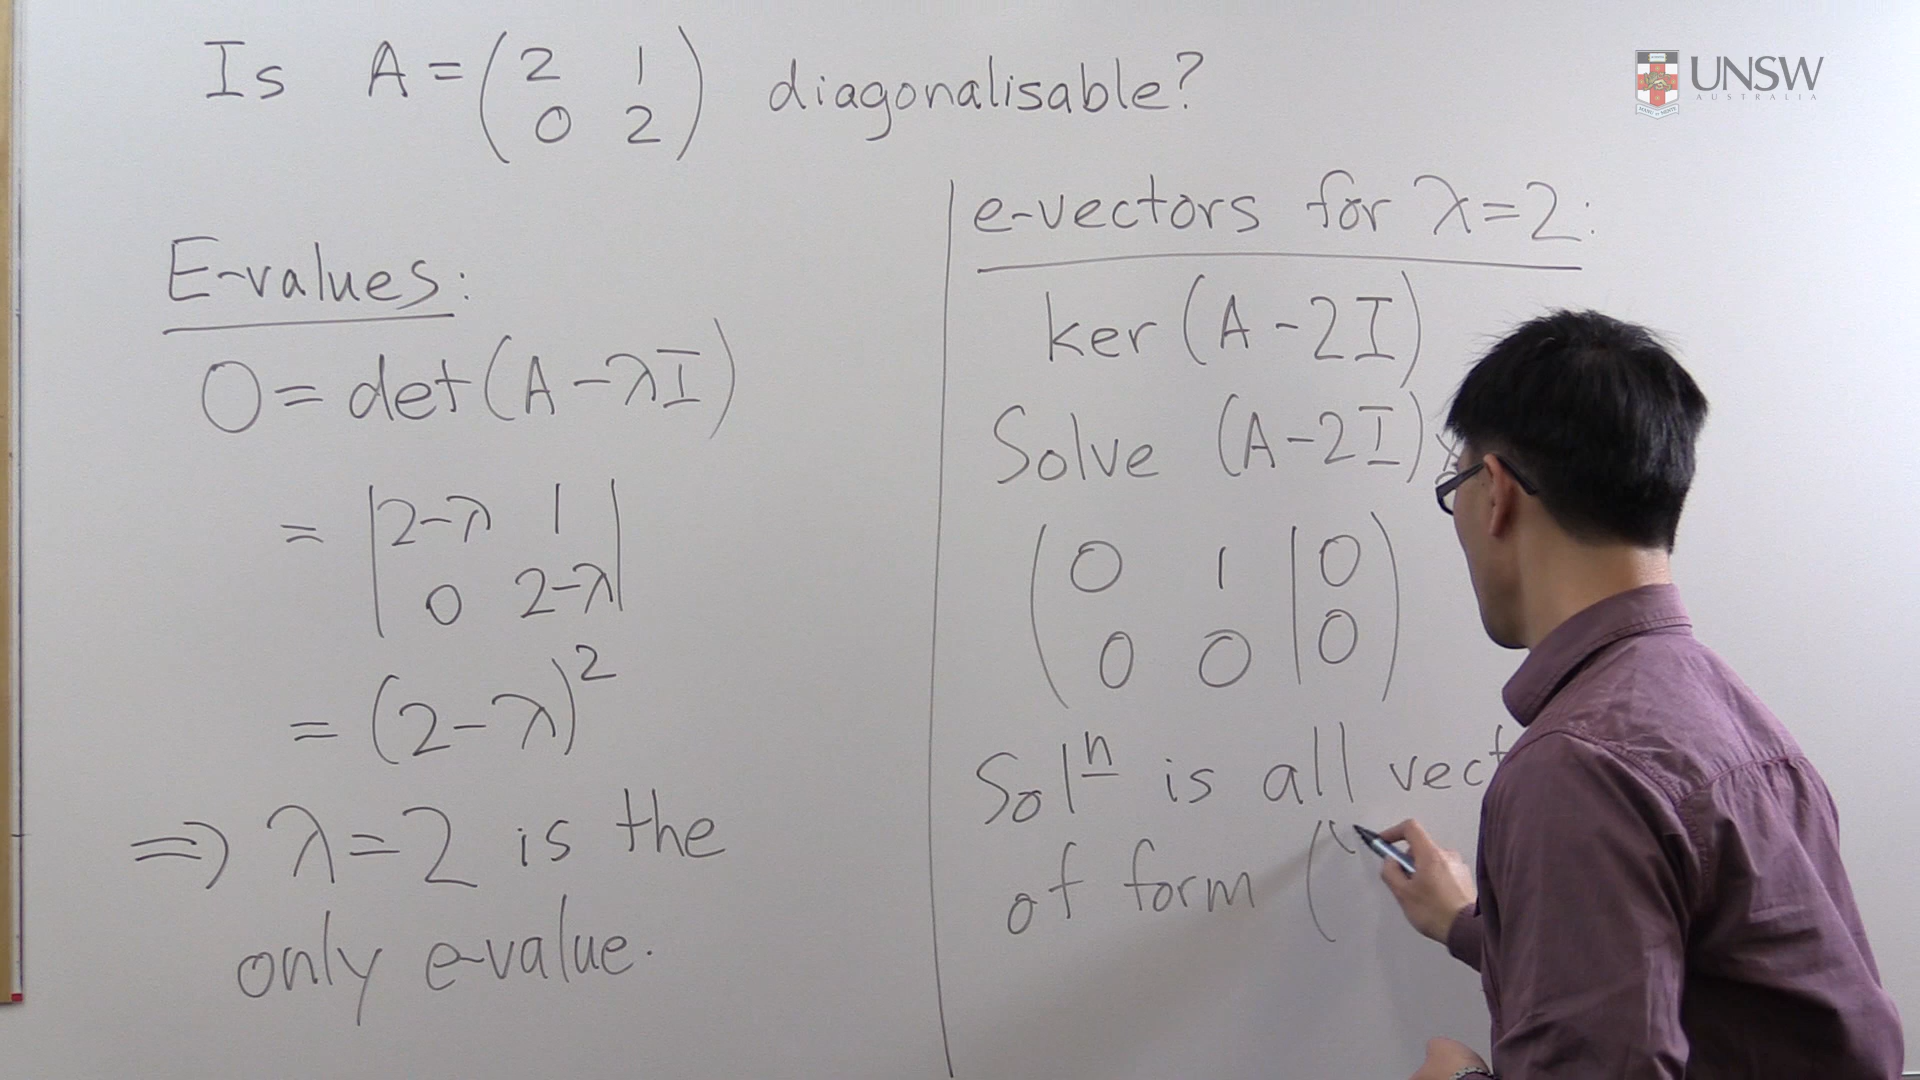 Is A = (2 1
0 2) diagonalisable?
UNSW
AUSTRALIA
E-values:
0 = det(A - λI)
= |2-λ 1
0 2-λ|
= (2-λ)²
⇒ λ = 2 is the
only e-value.
e-vectors for λ = 2:
ker (A - 2I)
Solve (A - 2I)
(0 1 | 0
0 0 | 0)
Solⁿ is all vect
of form (